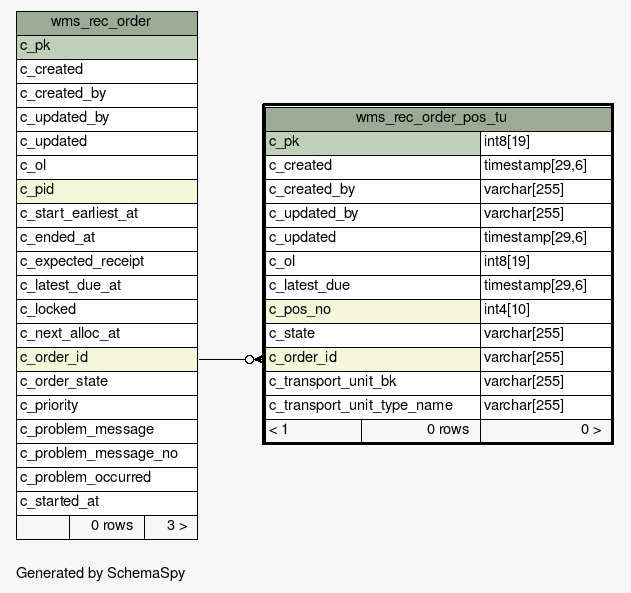 wms_rec_order
c_pk
c_created
c_created_by
c_updated_by
c_updated
c_ol
c_pid
c_start_earliest_at
c_ended_at
c_expected_receipt
c_latest_due_at
c_locked
c_next_alloc_at
c_order_id
c_order_state
c_priority
c_problem_message
c_problem_message_no
c_problem_occurred
c_started_at
0 rows 3 >
wms_rec_order_pos_tu
c_pk int8[19]
c_created timestamp[29,6]
c_created_by varchar[255]
c_updated_by varchar[255]
c_updated timestamp[29,6]
c_ol int8[19]
c_latest_due timestamp[29,6]
c_pos_no int4[10]
c_state varchar[255]
c_order_id varchar[255]
c_transport_unit_bk varchar[255]
c_transport_unit_type_name varchar[255]
< 1 0 rows 0 >
Generated by SchemaSpy